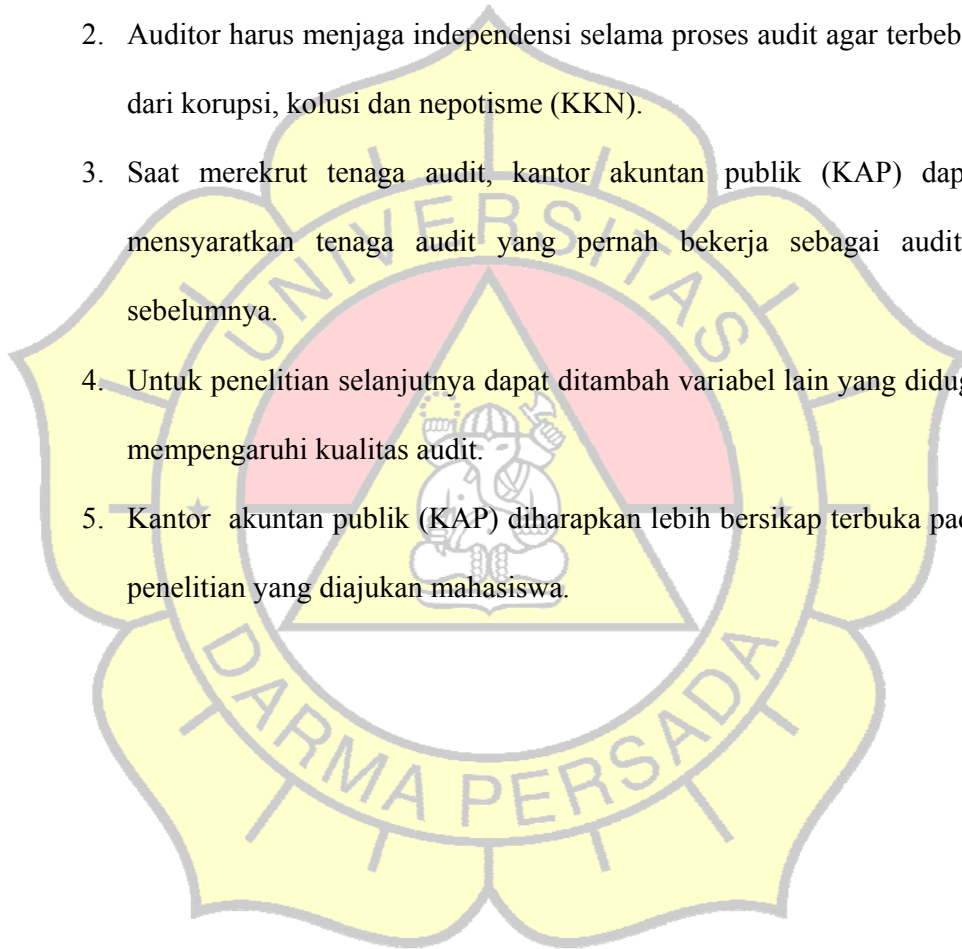 2. Auditor harus menjaga independensi selama proses audit agar terbeb
dari korupsi, kolusi dan nepotisme (KKN).
3. Saat merekrut tenaga audit, kantor akuntan publik (KAP) dap
mensyaratkan tenaga audit yang pernah bekerja sebagai audit
sebelumnya.
4. Untuk penelitian selanjutnya dapat ditambah variabel lain yang didug
mempengaruhi kualitas audit.
5. Kantor akuntan publik (KAP) diharapkan lebih bersikap terbuka pad
penelitian yang diajukan mahasiswa.
UNIVERSITAS
DARMA PERSADA